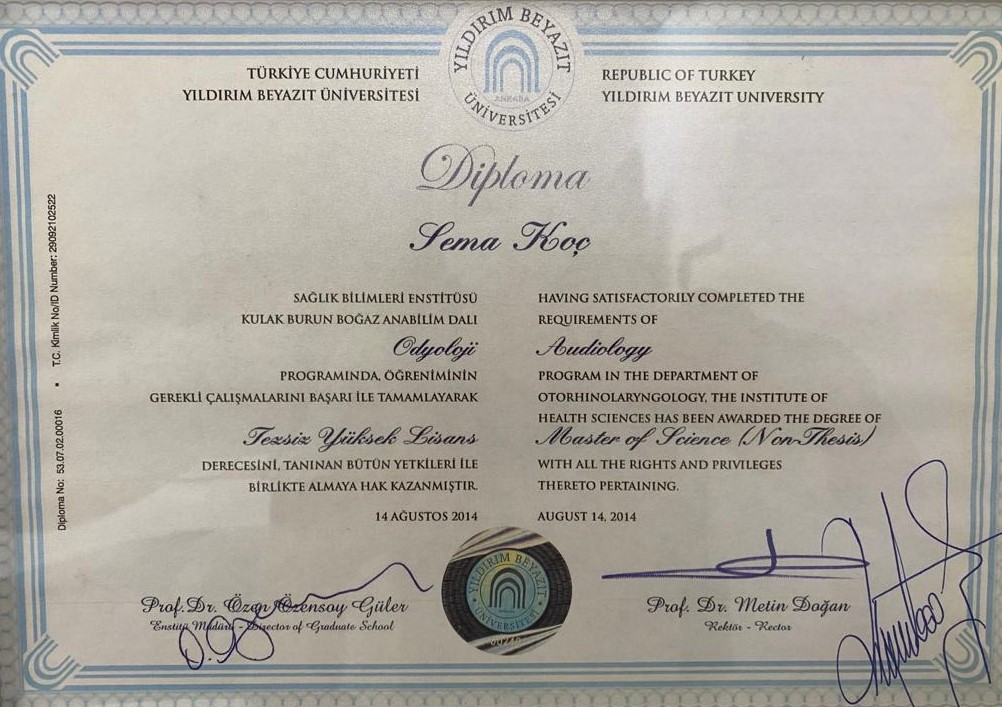 YILDIRIM BEYAZIT
ANKARA
ÜNİVERSİTESİ
TÜRKİYE CUMHURİYETİ
YILDIRIM BEYAZIT ÜNİVERSİTESİ
REPUBLIC OF TURKEY
YILDIRIM BEYAZIT UNIVERSITY
Diploma
Sema Koç
SAĞLIK BİLİMLERİ ENSTİTÜSÜ
KULAK BURUN BOĞAZ ANABİLİM DALI
Odyoloji
PROGRAMINDA, ÖĞRENİMİNİN
GEREKLİ ÇALIŞMALARINI BAŞARI İLE TAMAMLAYARAK
Tezsiz Yüksek Lisans
DERECESİNİ, TANINAN BÜTÜN YETKİLERİ İLE
BİRLİKTE ALMAYA HAK KAZANMIŞTIR.
14 AĞUSTOS 2014
HAVING SATISFACTORILY COMPLETED THE
REQUIREMENTS OF
Audiology
PROGRAM IN THE DEPARTMENT OF
OTORHINOLARYNGOLOGY, THE INSTITUTE OF
HEALTH SCIENCES HAS BEEN AWARDED THE DEGREE OF
Master of Science (Non-Thesis)
WITH ALL THE RIGHTS AND PRIVILEGES
THERETO PERTAINING.
AUGUST 14, 2014
Prof. Dr. Özen Özensoy Güler
Enstitü Müdürü - Director of Graduate School
YILDIRIM BEYAZIT
ÜNİVERSİTESİ
Prof. Dr. Metin Doğan
Rektör - Rector
Diploma No: 53.07.02.00016 • T.C. Kimlik No/ID Number: 29092102522